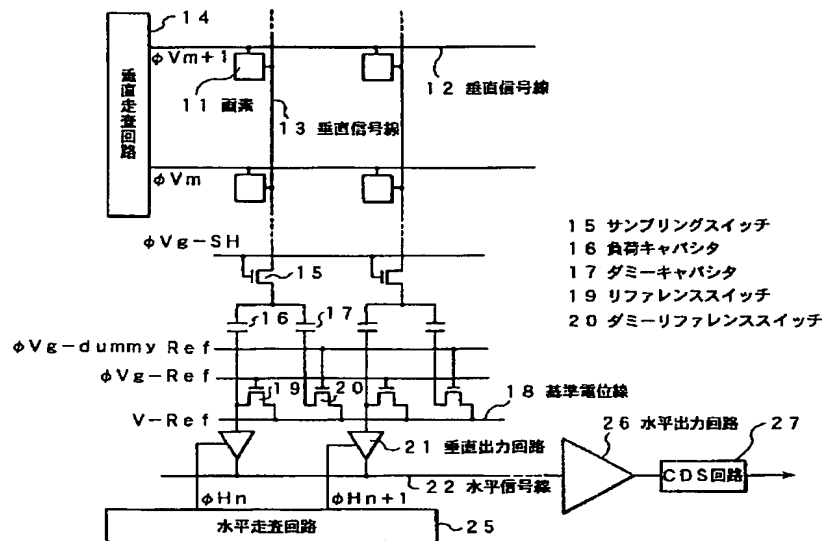 14
垂直走査回路
φVm+1
11 画素
12 垂直信号線
13 垂直信号線
φVm
φVg-SH
15
15 サンプリングスイッチ
16 負荷キャパシタ
17 ダミーキャパシタ
19 リファレンススイッチ
20 ダミーリファレンススイッチ
16
17
φVg-dummy Ref
φVg-Ref
19
20
18 基準電位線
V-Ref
21 垂直出力回路
26 水平出力回路
27
CDS回路
22 水平信号線
φHn
φHn+1
水平走査回路
25